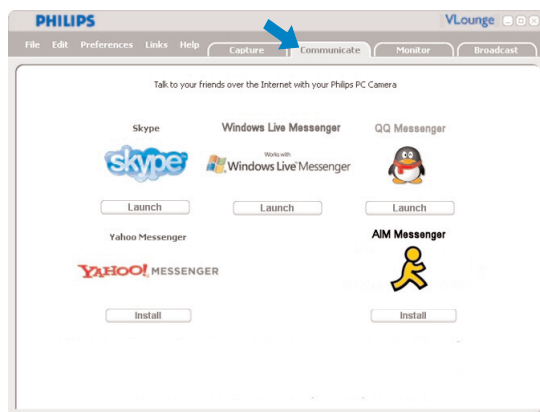 PHILIPS VLounge
File Edit Preferences Links Help Capture Communicate Monitor Broadcast
Talk to your friends over the Internet with your Philips PC Camera
Skype Windows Live Messenger QQ Messenger
skype Works with Windows Live Messenger
Launch Launch Launch
Yahoo Messenger AIM Messenger
YAHOO! MESSENGER
Install Install